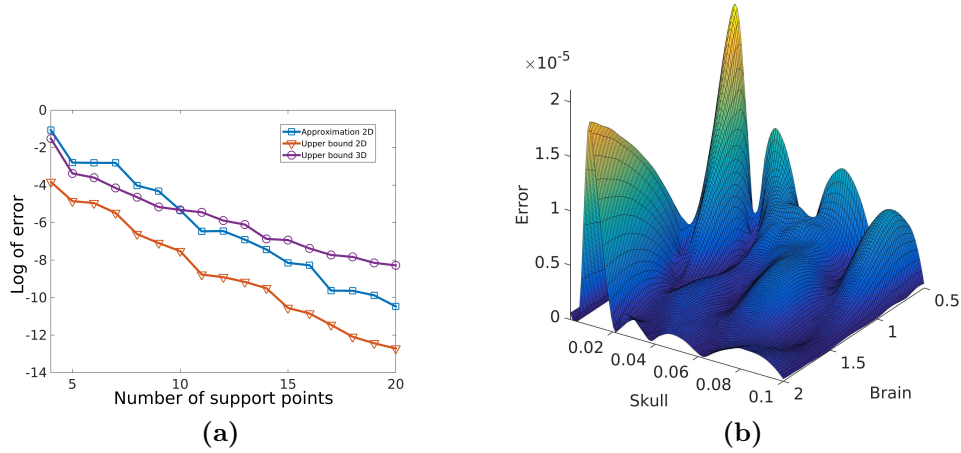 0
-2
-4
-6
-8
-10
-12
-14
5
10
15
20
Log of error
Number of support points
Approximation 2D
Upper bound 2D
Upper bound 3D
(a)
×10-5
2
1.5
1
0.5
0
Error
0.02
0.04
0.06
0.08
0.1
Skull
0.5
1
1.5
2
Brain
(b)